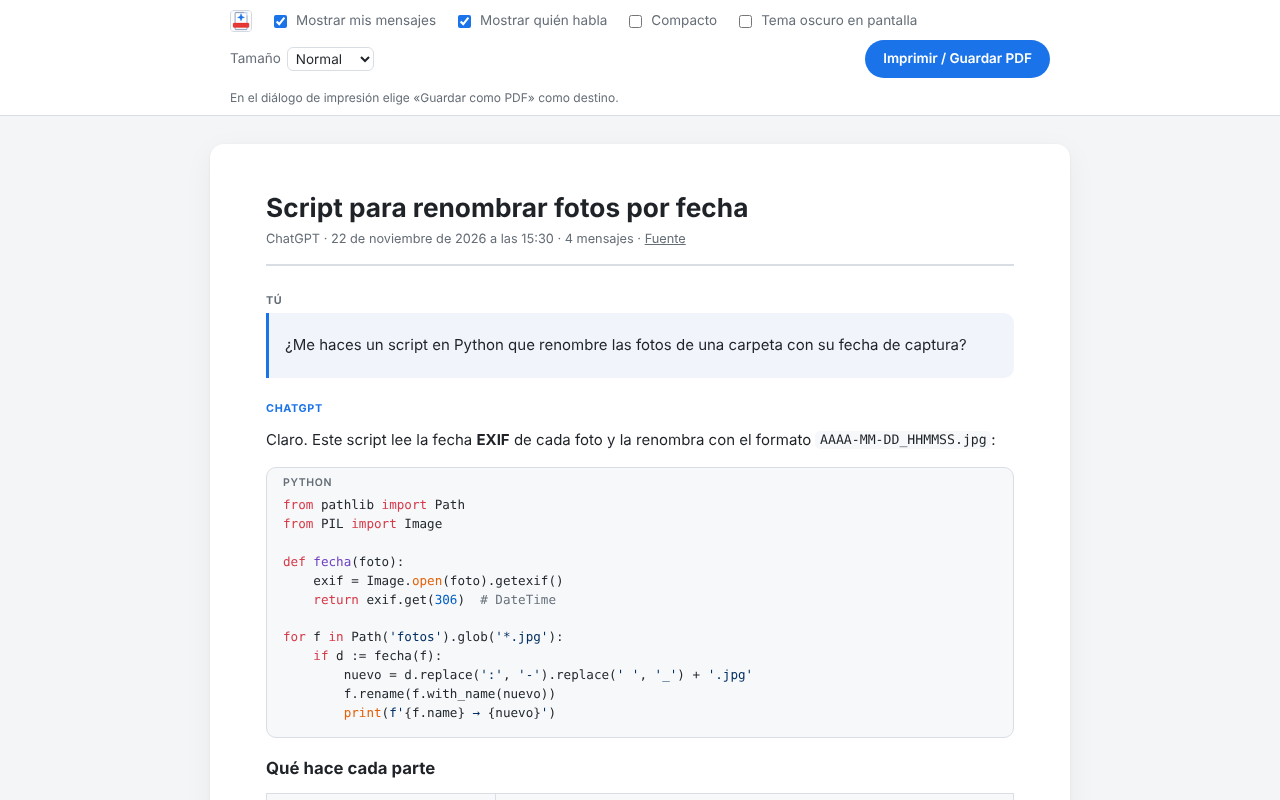 Mostrar mis mensajes
Mostrar quién habla
Compacto
Tema oscuro en pantalla
Tamaño Normal
Imprimir / Guardar PDF
En el diálogo de impresión elige «Guardar como PDF» como destino.
Script para renombrar fotos por fecha
ChatGPT · 22 de noviembre de 2026 a las 15:30 · 4 mensajes · Fuente
TÚ
¿Me haces un script en Python que renombre las fotos de una carpeta con su fecha de captura?
CHATGPT
Claro. Este script lee la fecha EXIF de cada foto y la renombra con el formato AAAA-MM-DD_HHMMSS.jpg:
PYTHON
from pathlib import Path
from PIL import Image

def fecha(foto):
    exif = Image.open(foto).getexif()
    return exif.get(306)  # DateTime

for f in Path('fotos').glob('*.jpg'):
    if d := fecha(f):
        nuevo = d.replace(':', '-').replace(' ', '_') + '.jpg'
        f.rename(f.with_name(nuevo))
        print(f'{f.name} → {nuevo}')
Qué hace cada parte